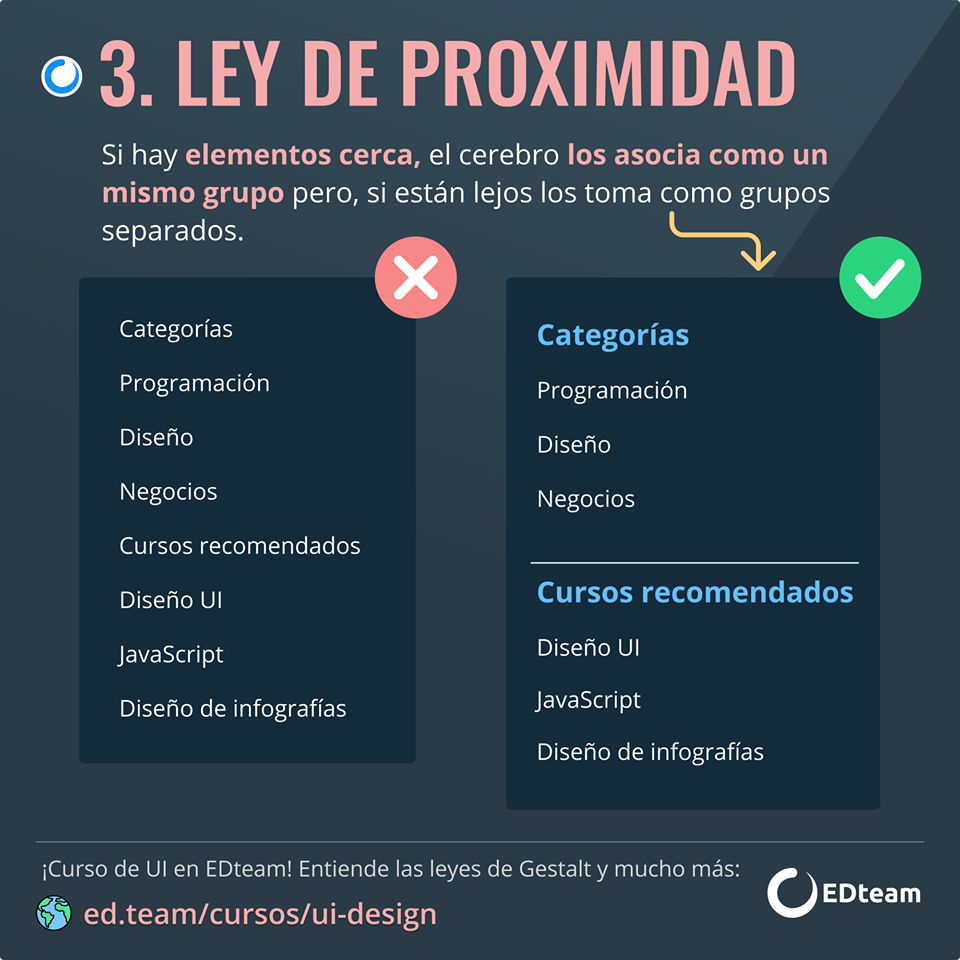 3. LEY DE PROXIMIDAD
Si hay elementos cerca, el cerebro los asocia como un
mismo grupo pero, si están lejos los toma como grupos
separados.
Categorías
Programación
Diseño
Negocios
Cursos recomendados
Diseño UI
JavaScript
Diseño de infografías
Categorías
Programación
Diseño
Negocios
Cursos recomendados
Diseño UI
JavaScript
Diseño de infografías
¡Curso de UI en EDteam! Entiende las leyes de Gestalt y mucho más:
ed.team/cursos/ui-design
EDteam